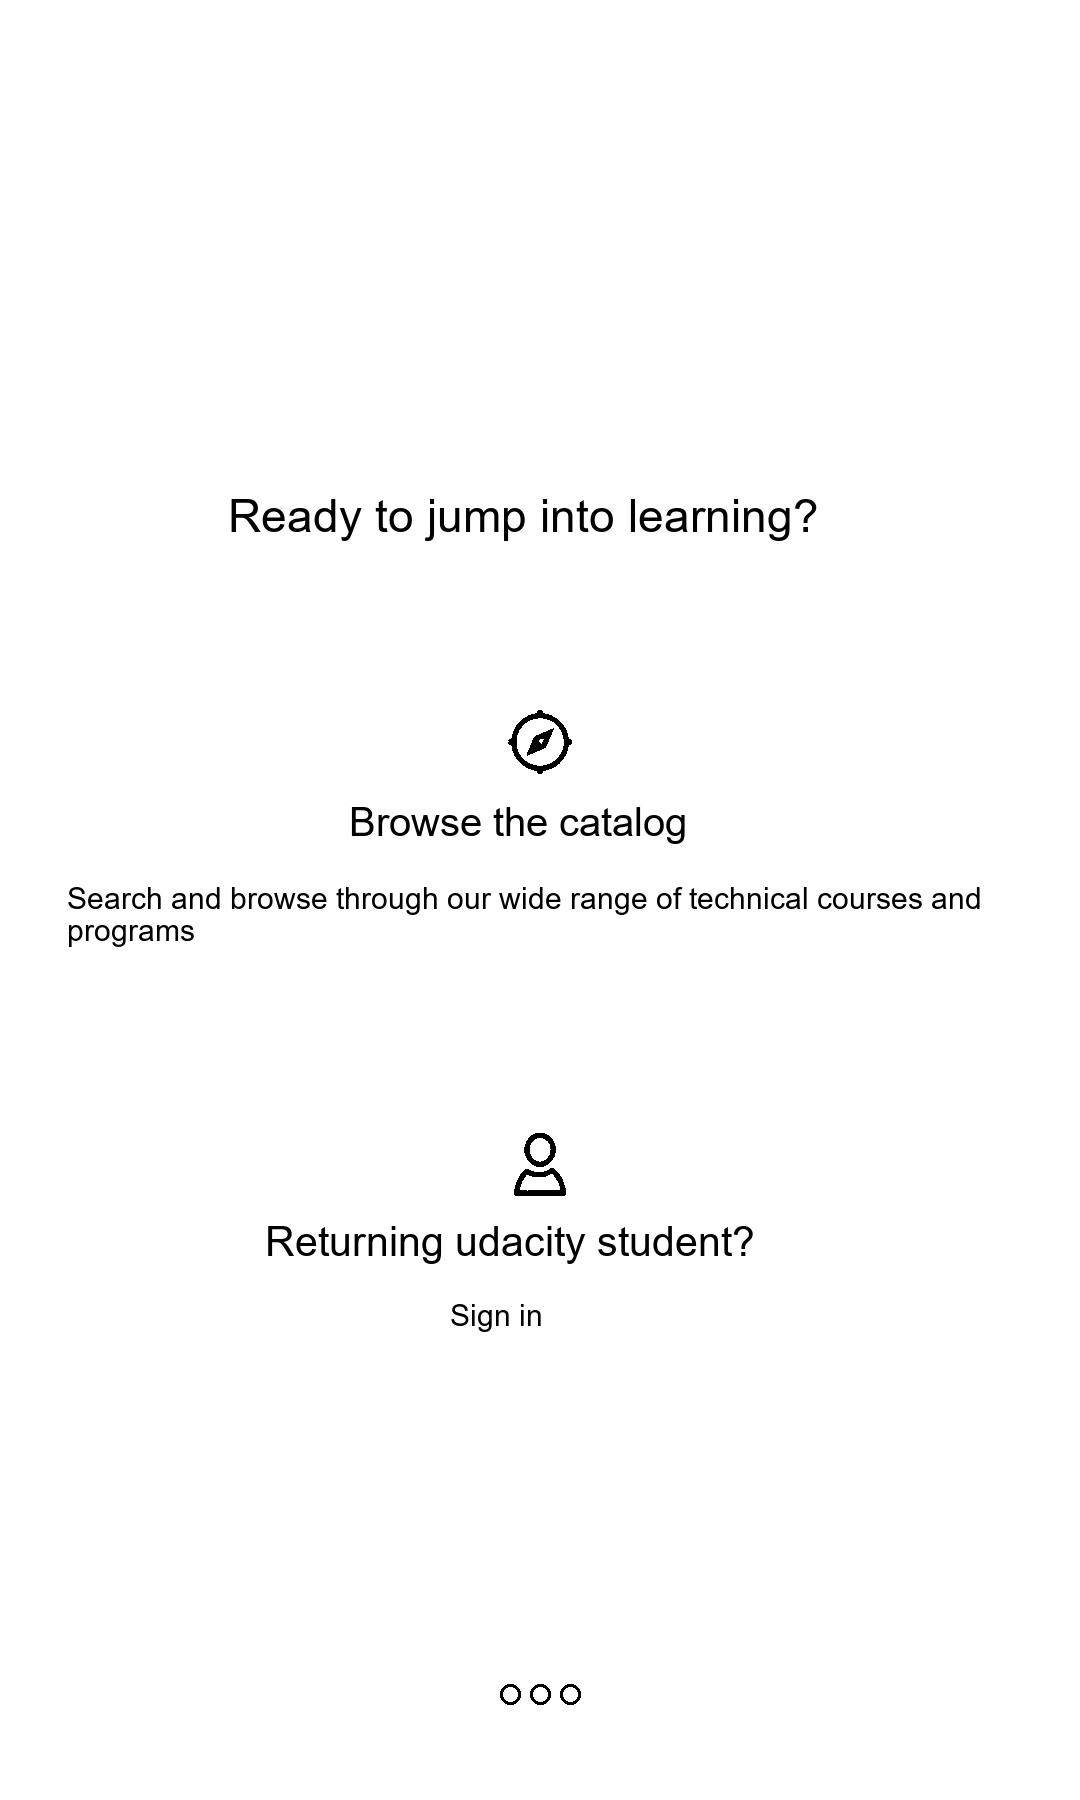 Ready to jump into learning?
Browse the catalog
Search and browse through our wide range of technical courses and
programs
Returning udacity student?
Sign in